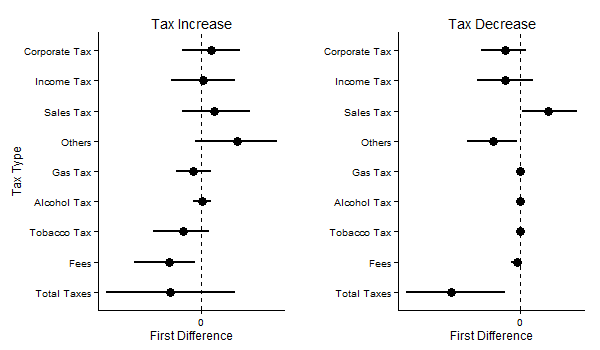 Tax Increase
Corporate Tax
Income Tax
Sales Tax
Others
Gas Tax
Alcohol Tax
Tobacco Tax
Fees
Total Taxes
Tax Type
0
First Difference
Tax Decrease
Corporate Tax
Income Tax
Sales Tax
Others
Gas Tax
Alcohol Tax
Tobacco Tax
Fees
Total Taxes
0
First Difference